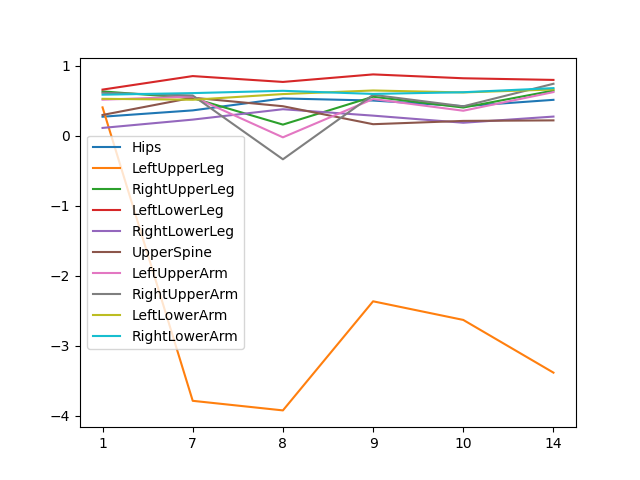 1
0
−1
−2
−3
−4
Hips
LeftUpperLeg
RightUpperLeg
LeftLowerLeg
RightLowerLeg
UpperSpine
LeftUpperArm
RightUpperArm
LeftLowerArm
RightLowerArm
1 7 8 9 10 14